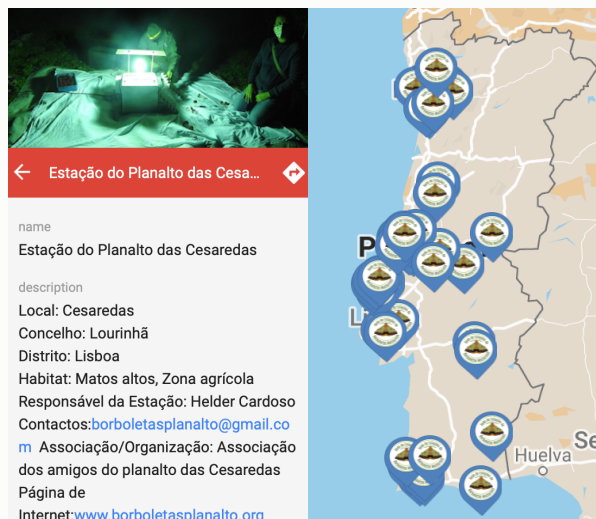 Estação do Planalto das Cesa...
name
Estação do Planalto das Cesaredas
description
Local: Cesaredas
Concelho: Lourinhã
Distrito: Lisboa
Habitat: Matos altos, Zona agrícola
Responsável da Estação: Helder Cardoso
Contactos:borboletasplanalto@gmail.co
m Associação/Organização: Associação
dos amigos do planalto das Cesaredas
Página de
Internet:www.borboletasplanalto.org
Huelva
Se